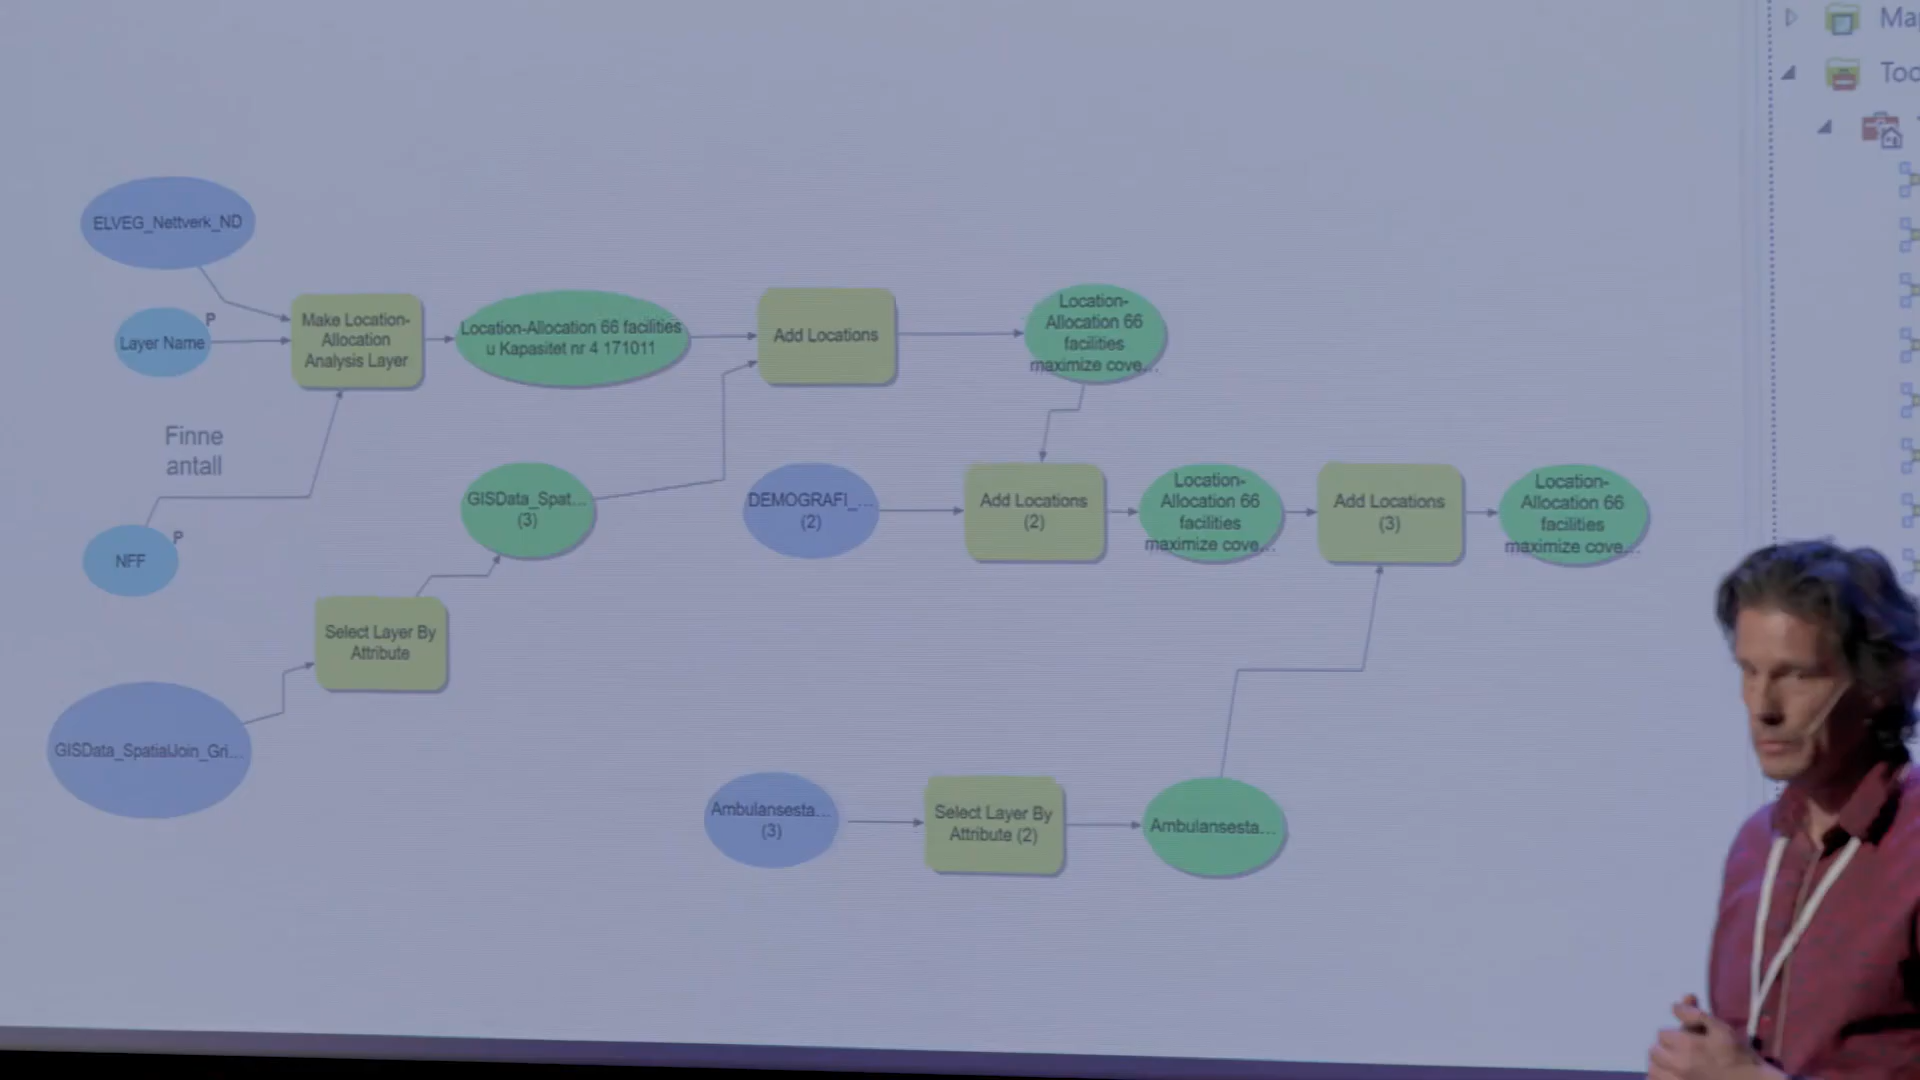 Ma
Too
ELVEG_Nettverk_ND
P
Layer Name
Make Location-
Allocation
Analysis Layer
Location-Allocation 66 facilities
u Kapasitet nr 4 171011
Add Locations
Location-
Allocation 66
facilities
maximize cove...
Finne
antall
P
NFF
GISData_Spat...
(3)
DEMOGRAFI_...
(2)
Add Locations
(2)
Location-
Allocation 66
facilities
maximize cove...
Add Locations
(3)
Location-
Allocation 66
facilities
maximize cove...
Select Layer By
Attribute
GISData_SpatialJoin_Gri...
Ambulansesta...
(3)
Select Layer By
Attribute (2)
Ambulansesta...